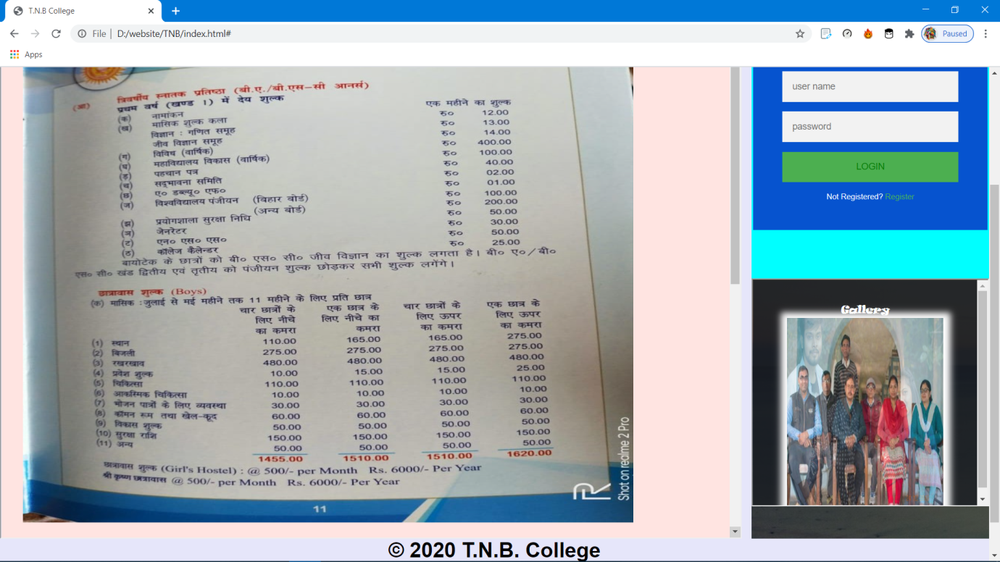 T.N.B College
File | D:/website/TNB/index.html#
Paused
Apps
त्रिवर्षीय स्नातक प्रतिष्ठा (बी.ए./बी.एस-सी आनर्स)
(आ) प्रथम वर्ष (खण्ड 1) में देय शुल्क एक महीने का शुल्क
(क) नामांकन रु० 12.00
(ख) मासिक शुल्क कला रु० 13.00
विज्ञान : गणित समूह रु० 14.00
जीव विज्ञान समूह रु० 400.00
(ग) विविध (वार्षिक) रु० 100.00
(घ) महाविद्यालय विकास (वार्षिक) रु० 40.00
(ङ) पहचान पत्र रु० 02.00
(च) सद्भावना समिति रु० 01.00
(छ) ए० डब्ल्यू० एफ० रु० 100.00
(ज) विश्वविद्यालय पंजीयन (बिहार बोर्ड) रु० 200.00
(अन्य बोर्ड) रु० 50.00
(झ) प्रयोगशाला सुरक्षा निधि रु० 30.00
(ञ) जेनरेटर रु० 50.00
(ट) एन० एस० एस० रु० 25.00
(ठ) कॉलेज कैलेन्डर
बायोटेक के छात्रों को बी० एस० सी० जीव विज्ञान का शुल्क लगता है। बी० ए०/बी०
एस० सी० खंड द्वितीय एवं तृतीय को पंजीयन शुल्क छोड़कर सभी शुल्क लगेंगे।
छात्रावास शुल्क (Boys)
(क) मासिक :जुलाई से मई महीने तक 11 महीने के लिए प्रति छात्र
चार छात्रों के एक छात्र के चार छात्रों के एक छात्र के
लिए नीचे लिए नीचे का लिए ऊपर लिए ऊपर
का कमरा कमरा का कमरा का कमरा
(1) स्थान 110.00 165.00 165.00 275.00
(2) बिजली 275.00 275.00 275.00 275.00
(3) रखरखाव 480.00 480.00 480.00 480.00
(4) प्रवेश शुल्क 10.00 15.00 15.00 25.00
(5) चिकित्सा 110.00 110.00 110.00 110.00
(6) आकस्मिक चिकित्सा 10.00 10.00 10.00 10.00
(7) भोजन पात्रों के लिए व्यवस्था 30.00 30.00 30.00 30.00
(8) कॉमन रूम तथा खेल-कूद 60.00 60.00 60.00 60.00
(9) विकास शुल्क 50.00 50.00 50.00 50.00
(10) सुरक्षा राशि 150.00 150.00 150.00 150.00
(11) अन्य 50.00 50.00 50.00 50.00
1455.00 1510.00 1510.00 1620.00
छात्रावास शुल्क (Girl's Hostel) : @ 500/- per Month Rs. 6000/- Per Year
श्री कृष्ण छात्रावास @ 500/- per Month Rs. 6000/- Per Year
11
Shot on realme 2 Pro
user name
password
LOGIN
Not Registered? Register
Gallery
© 2020 T.N.B. College